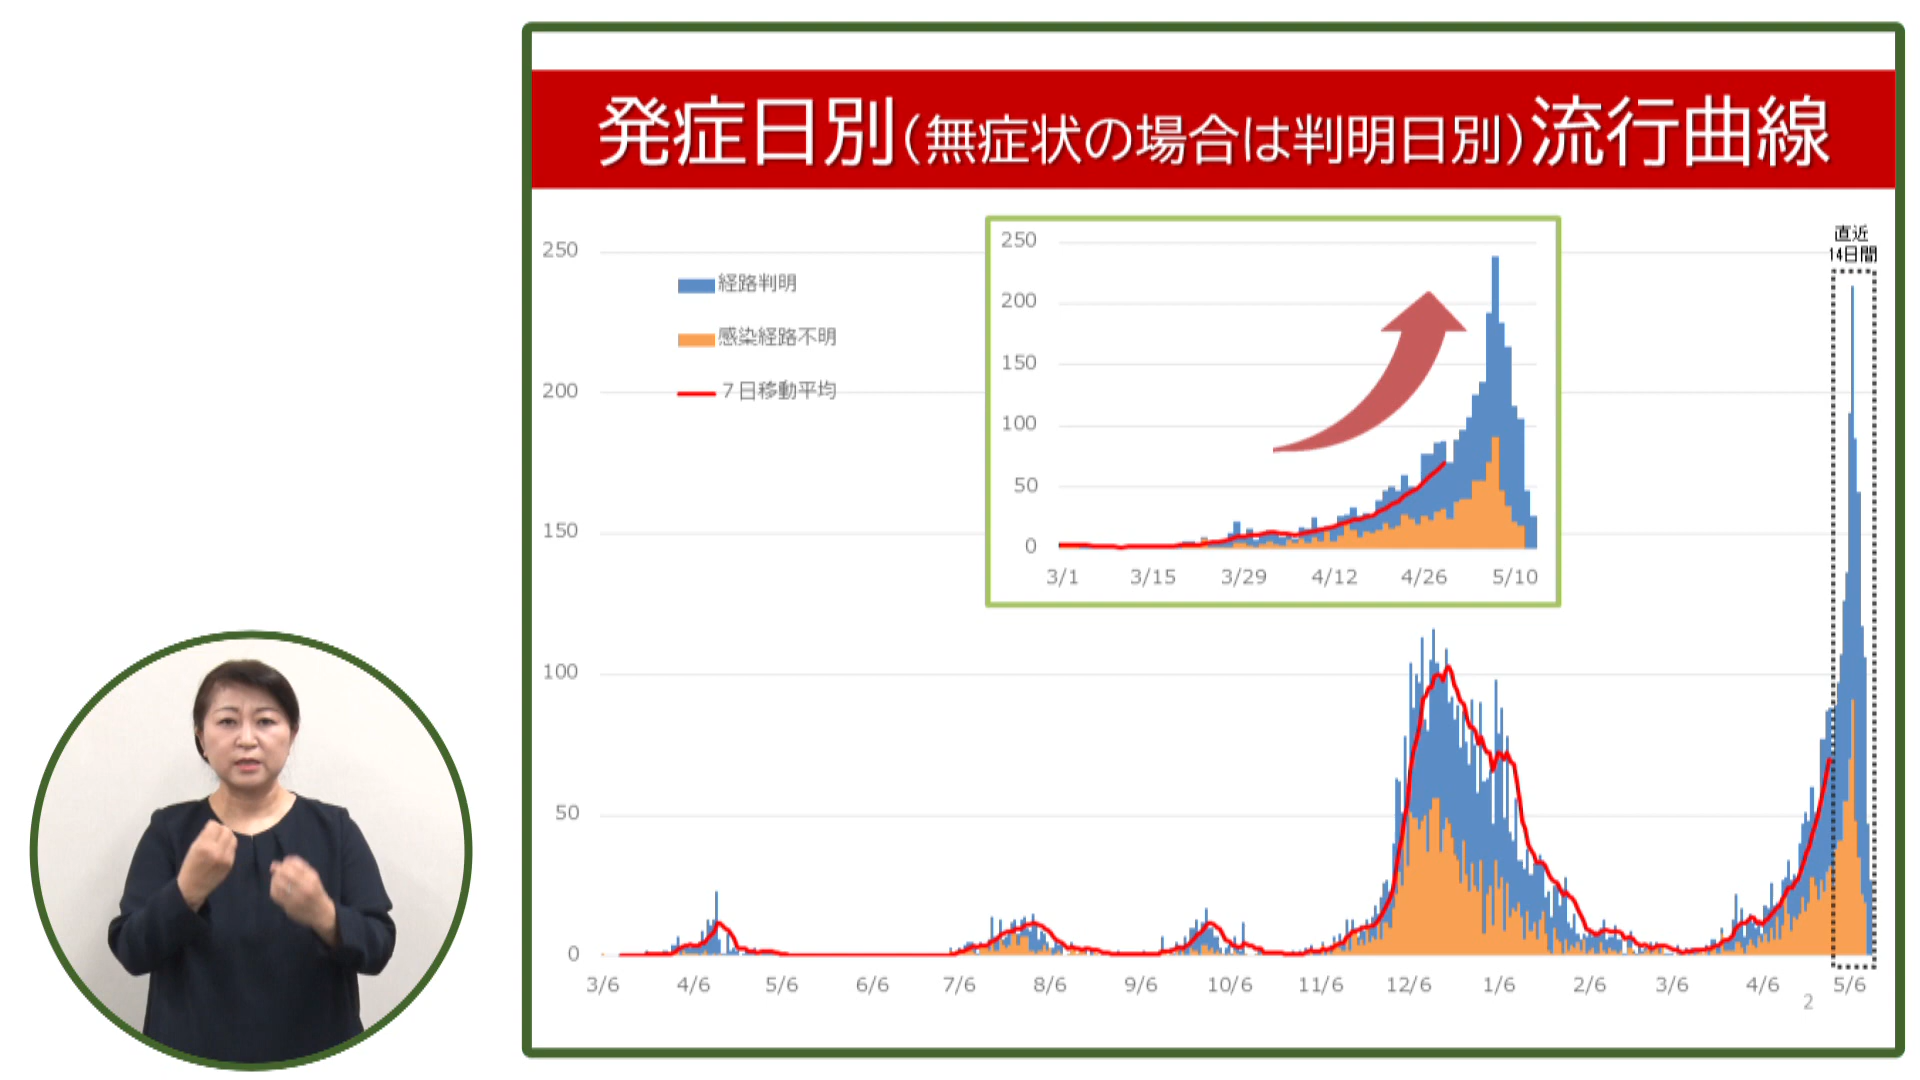 発症日別(無症状の場合は判明日別)流行曲線
直近
14日間
250
200
150
100
50
0
経路判明
感染経路不明
７日移動平均
250
200
150
100
50
0
3/1 3/15 3/29 4/12 4/26 5/10
3/6 4/6 5/6 6/6 7/6 8/6 9/6 10/6 11/6 12/6 1/6 2/6 3/6 4/6 5/6
2